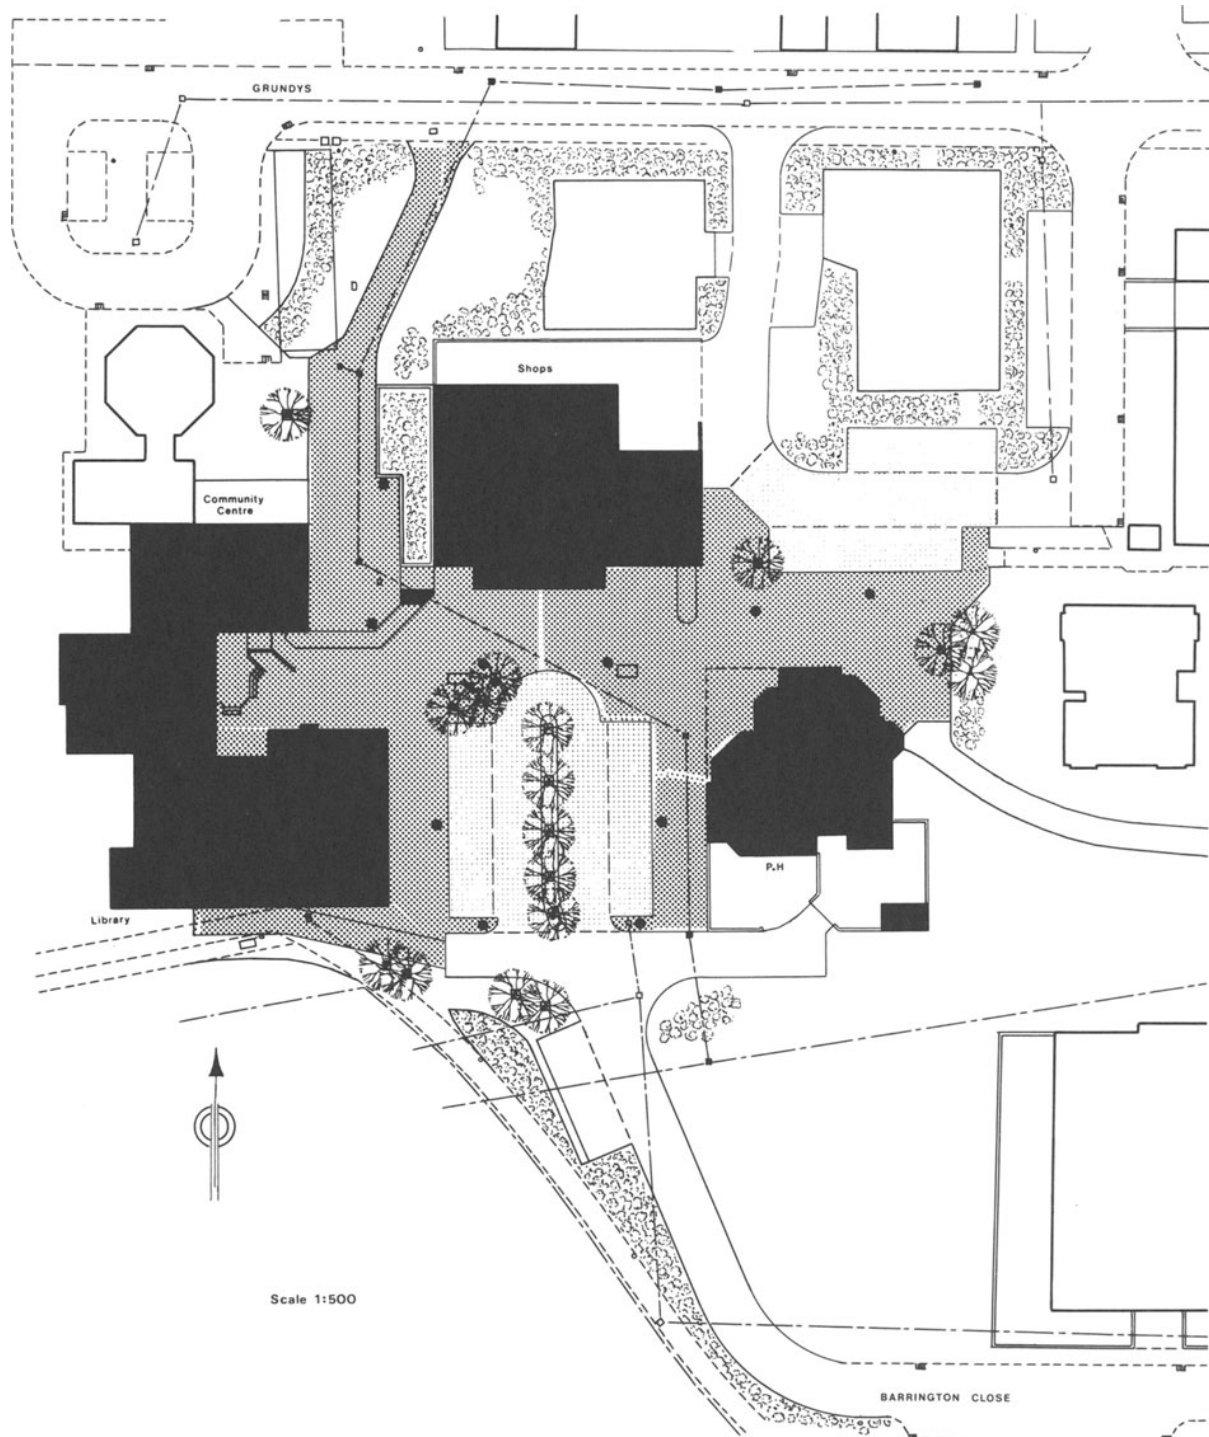 GRUNDYS
Shops
Community
Centre
P.H
Library
Scale 1:500
BARRINGTON CLOSE